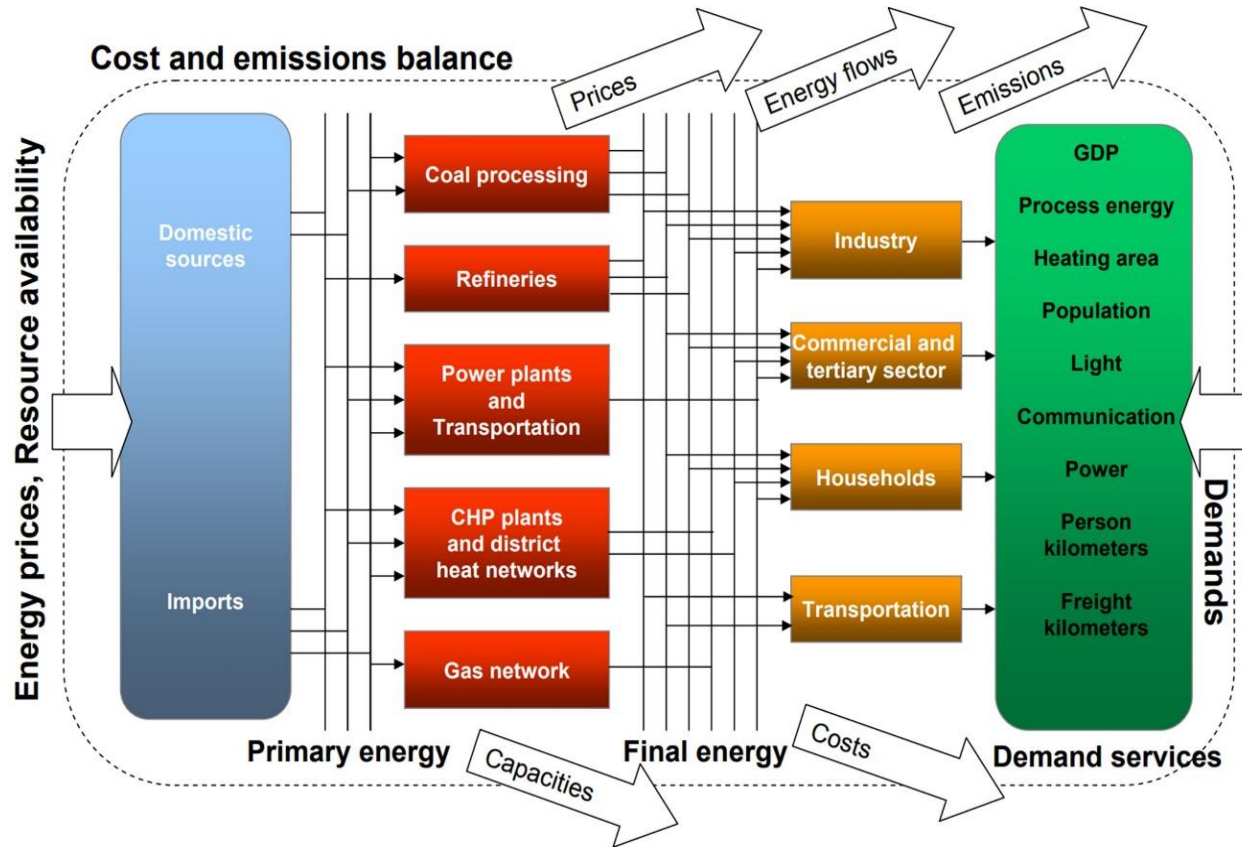 Cost and emissions balance
Prices
Energy flows
Emissions
Energy prices, Resource availability
Domestic
sources
Imports
Primary energy
Coal processing
Refineries
Power plants
and
Transportation
CHP plants
and district
heat networks
Gas network
Capacities
Final energy
Industry
Commercial and
tertiary sector
Households
Transportation
Costs
GDP
Process energy
Heating area
Population
Light
Communication
Power
Person
kilometers
Freight
kilometers
Demand services
Demands